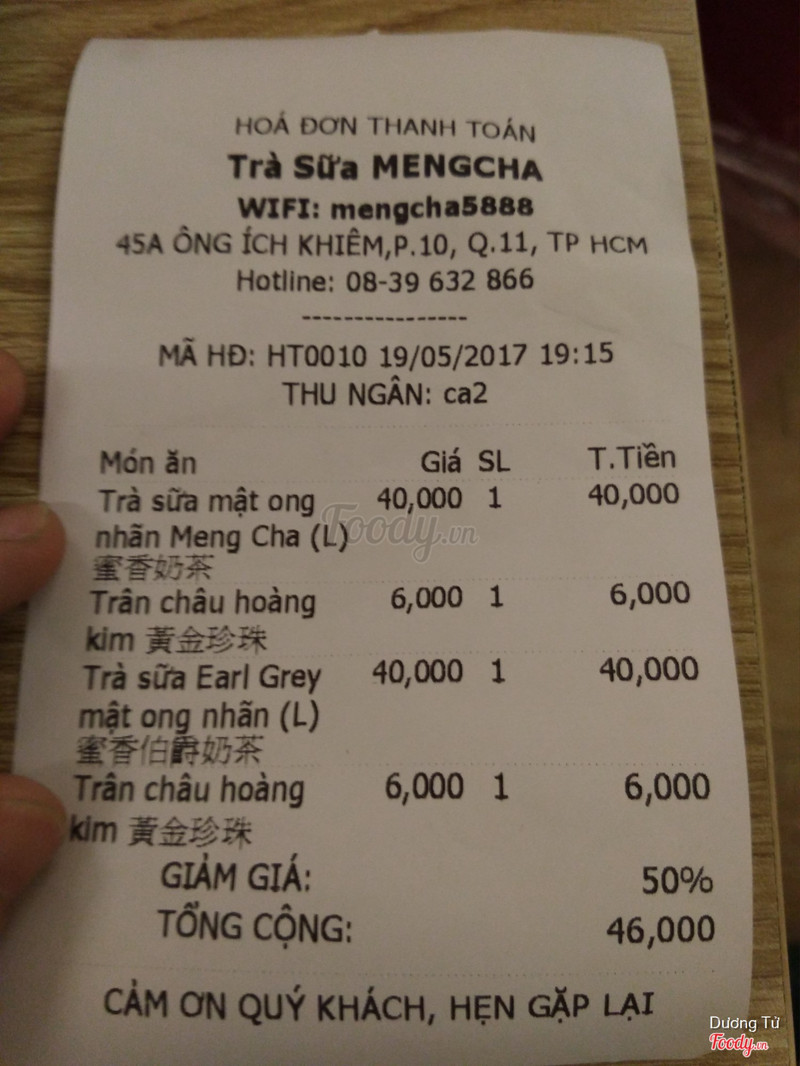 HOÁ ĐƠN THANH TOÁN
Trà Sữa MENGCHA
WIFI: mengcha5888
45A ÔNG ÍCH KHIÊM,P.10, Q.11, TP HCM
Hotline: 08-39 632 866
----------------
MÃ HĐ: HT0010 19/05/2017 19:15
THU NGÂN: ca2
Món ăn Giá SL T.Tiền
Trà sữa mật ong 40,000 1 40,000
nhãn Meng Cha (L)
蜜香奶茶
Trân châu hoàng 6,000 1 6,000
kim 黃金珍珠
Trà sữa Earl Grey 40,000 1 40,000
mật ong nhãn (L)
蜜香伯爵奶茶
Trân châu hoàng 6,000 1 6,000
kim 黃金珍珠
GIẢM GIÁ: 50%
TỔNG CỘNG: 46,000
CẢM ƠN QUÝ KHÁCH, HẸN GẶP LẠI
Foody.vn
Dương Tử
Foody.vn